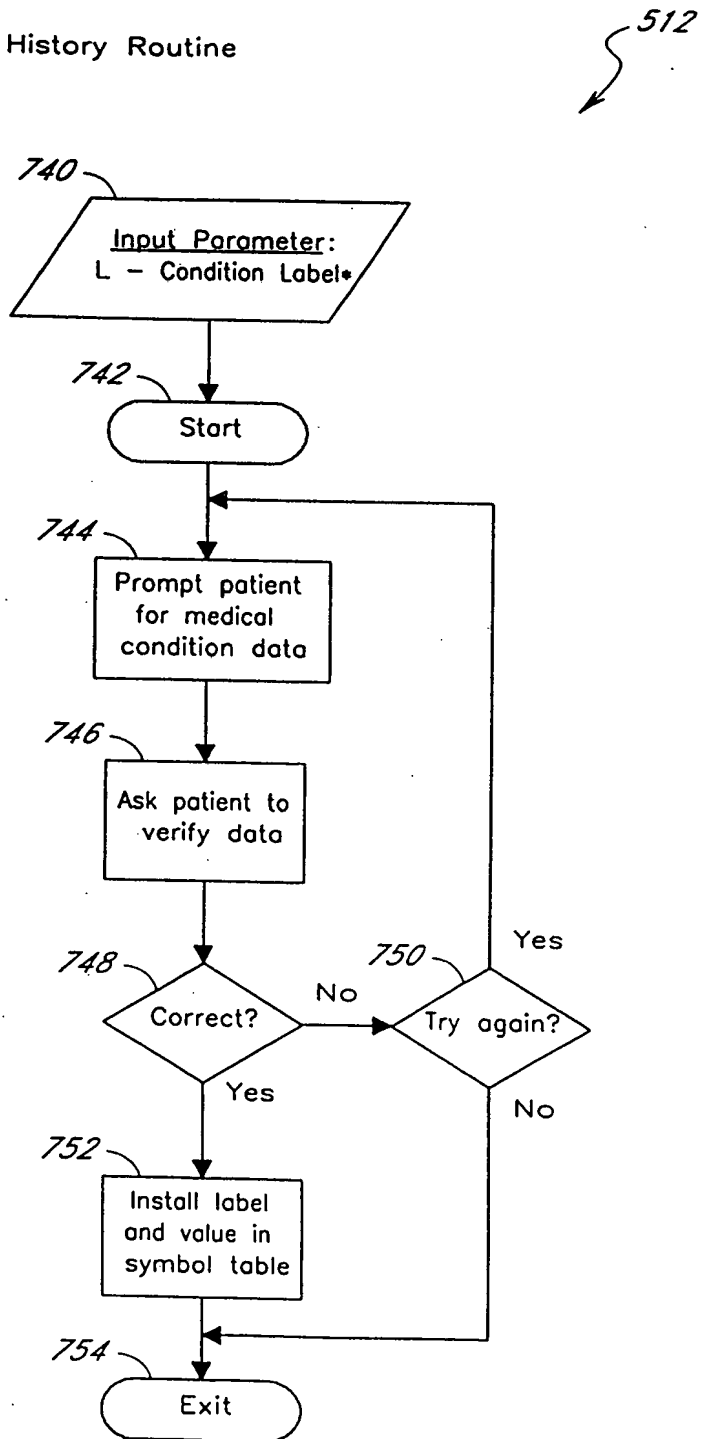 History Routine
512
740
Input Parameter:
L – Condition Label*
742
Start
744
Prompt patient
for medical
condition data
746
Ask patient to
verify data
748
Correct?
No
750
Try again?
Yes
Yes
No
752
Install label
and value in
symbol table
754
Exit